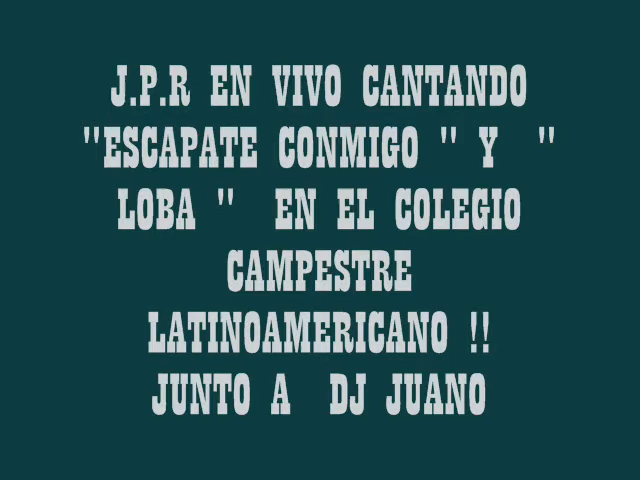 J.P.R EN VIVO CANTANDO
"ESCAPATE CONMIGO " Y "
LOBA " EN EL COLEGIO
CAMPESTRE
LATINOAMERICANO !!
JUNTO A DJ JUANO